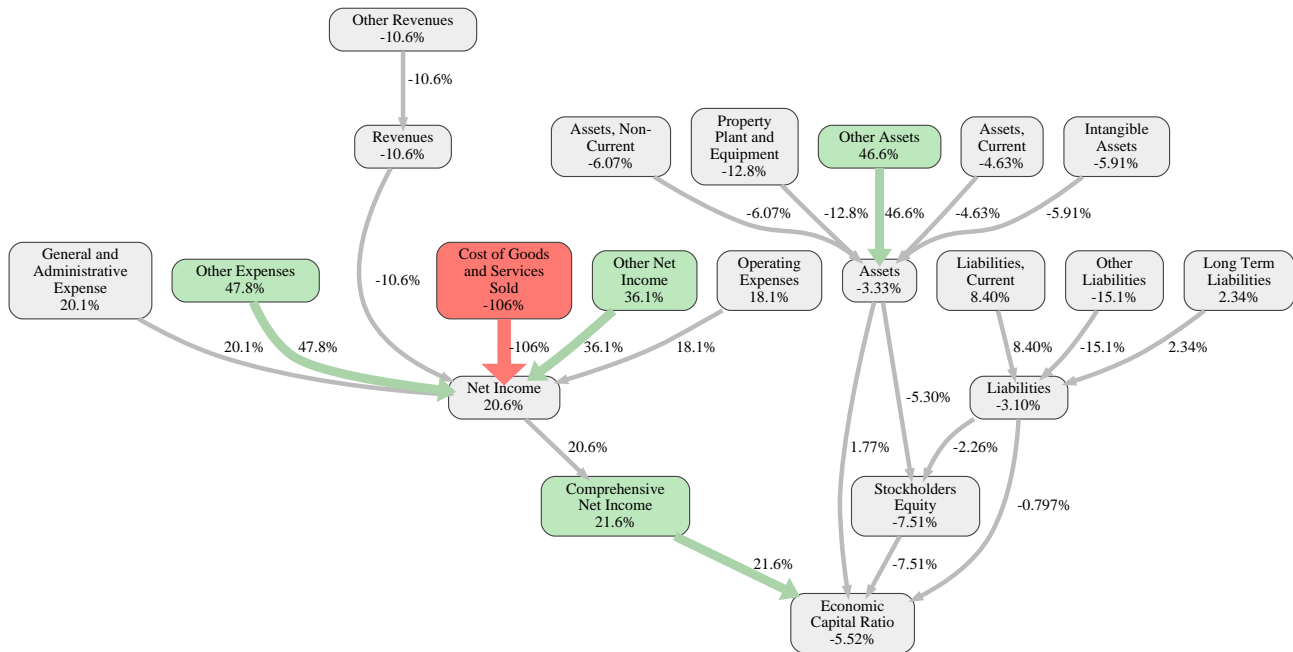 Other Revenues
-10.6%
-10.6%
Revenues
-10.6%
Assets, Non-
Current
-6.07%
Property
Plant and
Equipment
-12.8%
Other Assets
46.6%
Assets,
Current
-4.63%
Intangible
Assets
-5.91%
-6.07%
-12.8%
46.6%
-4.63%
-5.91%
General and
Administrative
Expense
20.1%
Other Expenses
47.8%
-10.6%
Cost of Goods
and Services
Sold
-106%
Other Net
Income
36.1%
Operating
Expenses
18.1%
Assets
-3.33%
Liabilities,
Current
8.40%
Other
Liabilities
-15.1%
Long Term
Liabilities
2.34%
20.1%
47.8%
-106%
36.1%
18.1%
8.40%
-15.1%
2.34%
Net Income
20.6%
-5.30%
Liabilities
-3.10%
20.6%
1.77%
-2.26%
Comprehensive
Net Income
21.6%
Stockholders
Equity
-7.51%
-0.797%
21.6%
-7.51%
Economic
Capital Ratio
-5.52%